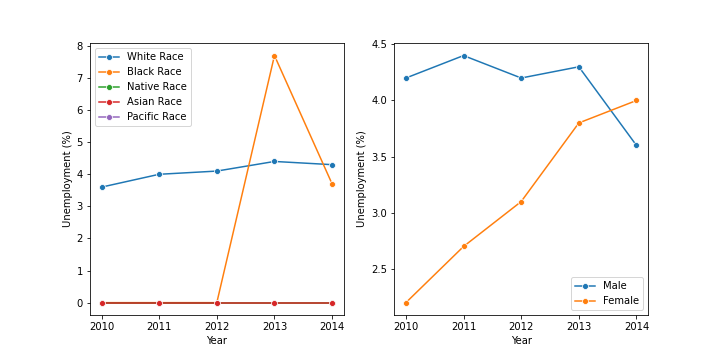 White Race
Black Race
Native Race
Asian Race
Pacific Race
8
7
6
5
4
3
2
1
0
Unemployment (%)
2010 2011 2012 2013 2014
Year
4.5
4.0
3.5
3.0
2.5
Unemployment (%)
Male
Female
2010 2011 2012 2013 2014
Year